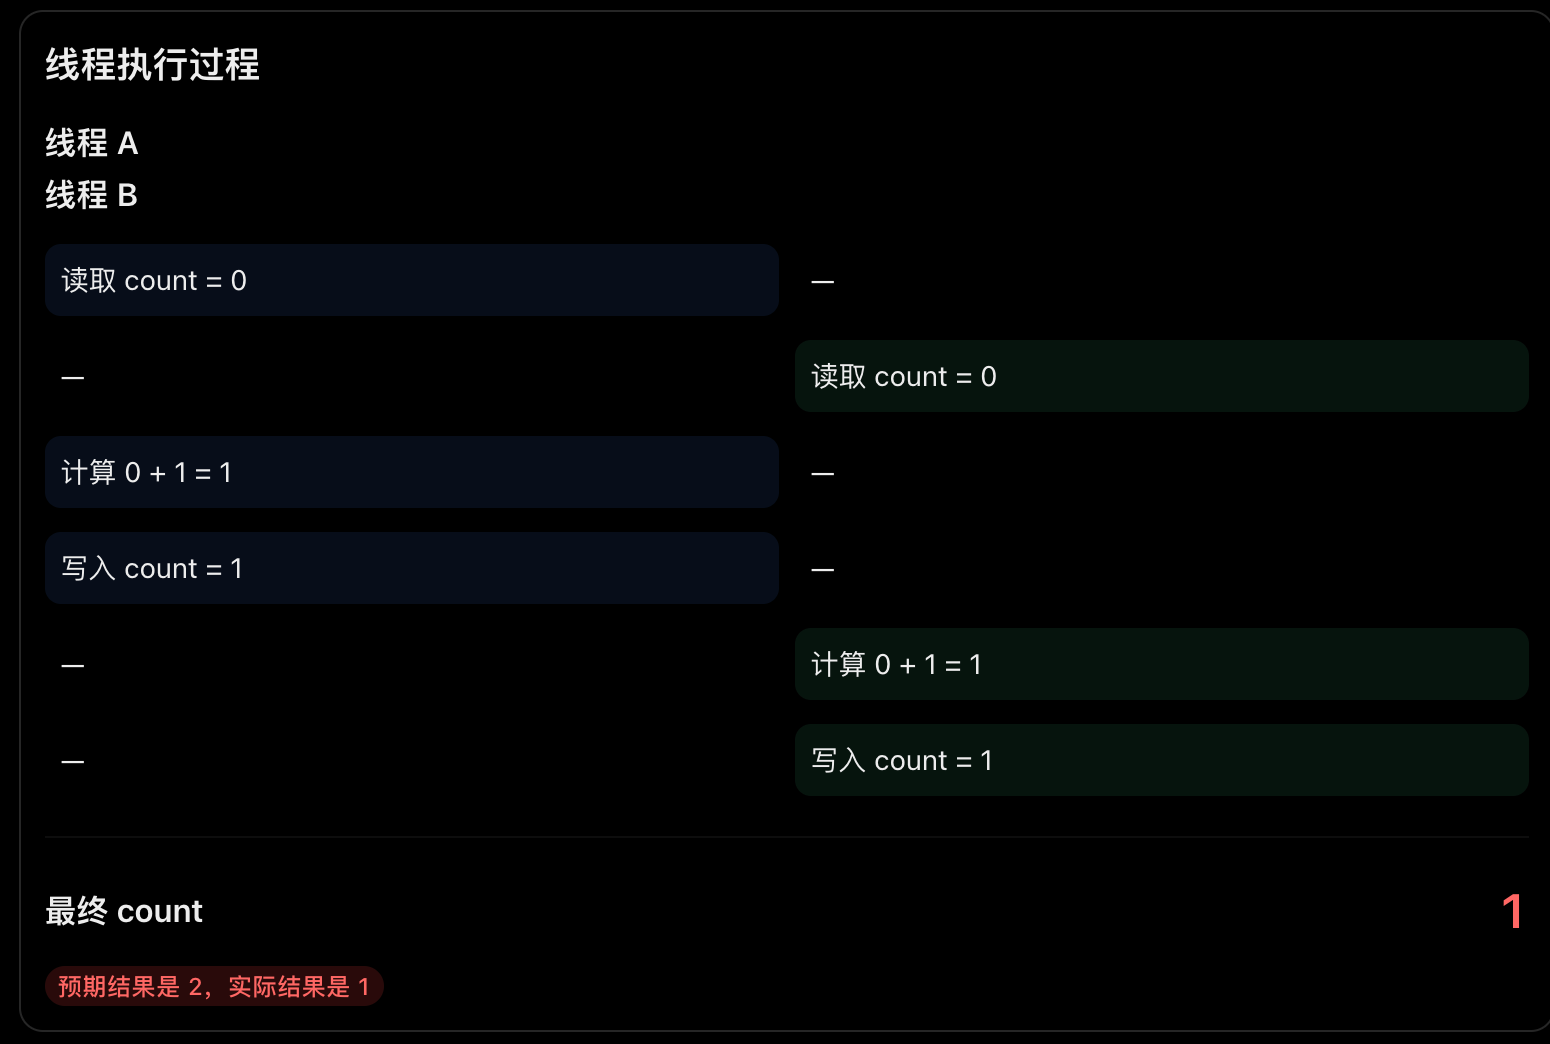 线程执行过程
线程 A
线程 B
读取 count = 0
—
—
读取 count = 0
计算 0 + 1 = 1
—
写入 count = 1
—
—
计算 0 + 1 = 1
—
写入 count = 1
最终 count
1
预期结果是 2，实际结果是 1